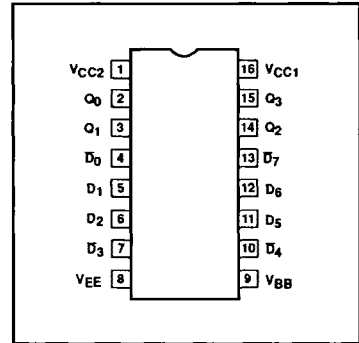 VCC2 1 16 VCC1
Q0 2 15 Q3
Q1 3 14 Q2
D̅0 4 13 D̅7
D1 5 12 D6
D2 6 11 D5
D̅3 7 10 D̅4
VEE 8 9 VBB